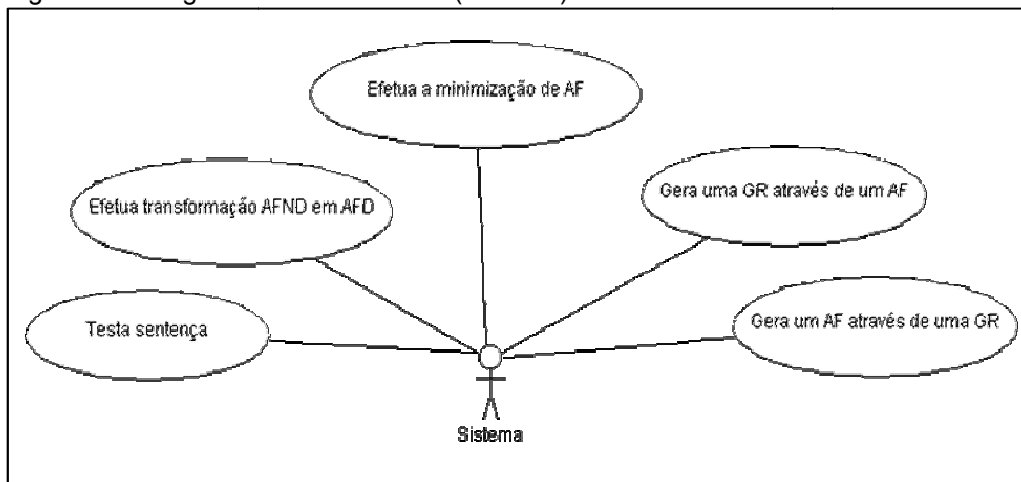 Efetua a minimização de AF
Efetua transformação AFND em AFD
Gera uma GR através de um AF
Testa sentença
Gera um AF através de uma GR
Sistema